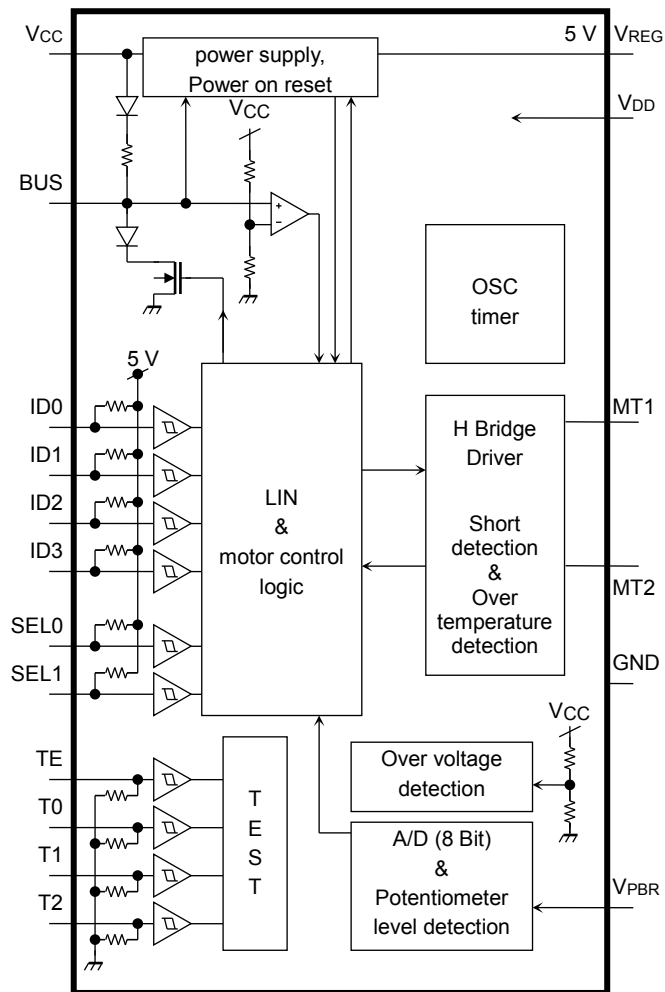 VCC
power supply,
Power on reset
5 V
VREG
VCC
VDD
BUS
+
−
OSC
timer
5 V
ID0
ID1
ID2
ID3
SEL0
SEL1
LIN
&
motor control
logic
H Bridge
Driver
Short
detection
&
Over
temperature
detection
MT1
MT2
GND
TE
T0
T1
T2
T
E
S
T
VCC
Over voltage
detection
A/D (8 Bit)
&
Potentiometer
level detection
VPBR